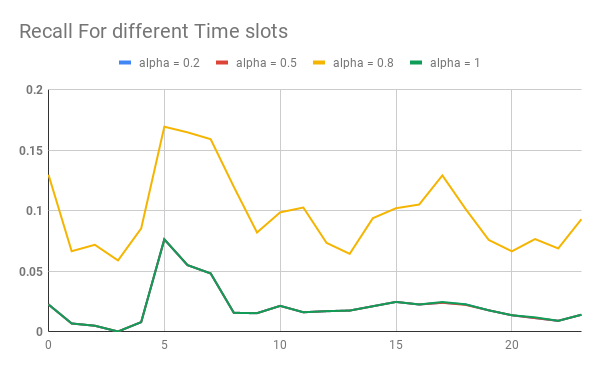 Recall For different Time slots
alpha = 0.2 alpha = 0.5 alpha = 0.8 alpha = 1
0.2
0.15
0.1
0.05
0
0 5 10 15 20